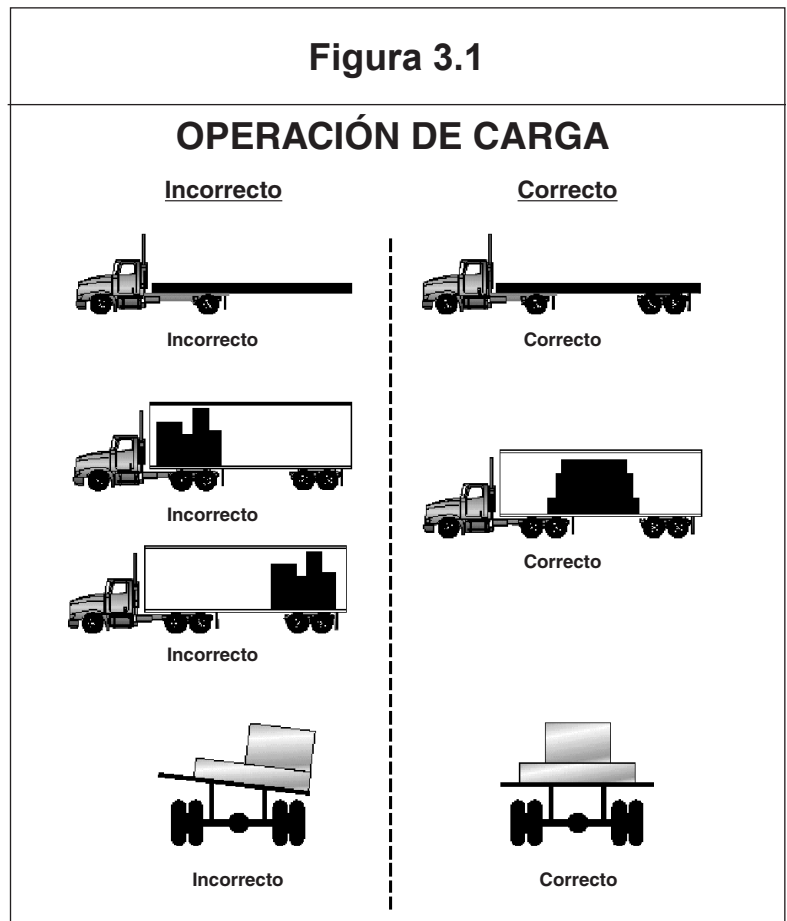 Figura 3.1
OPERACIÓN DE CARGA
Incorrecto Correcto
Incorrecto Correcto
Incorrecto
Correcto
Incorrecto
Incorrecto Correcto